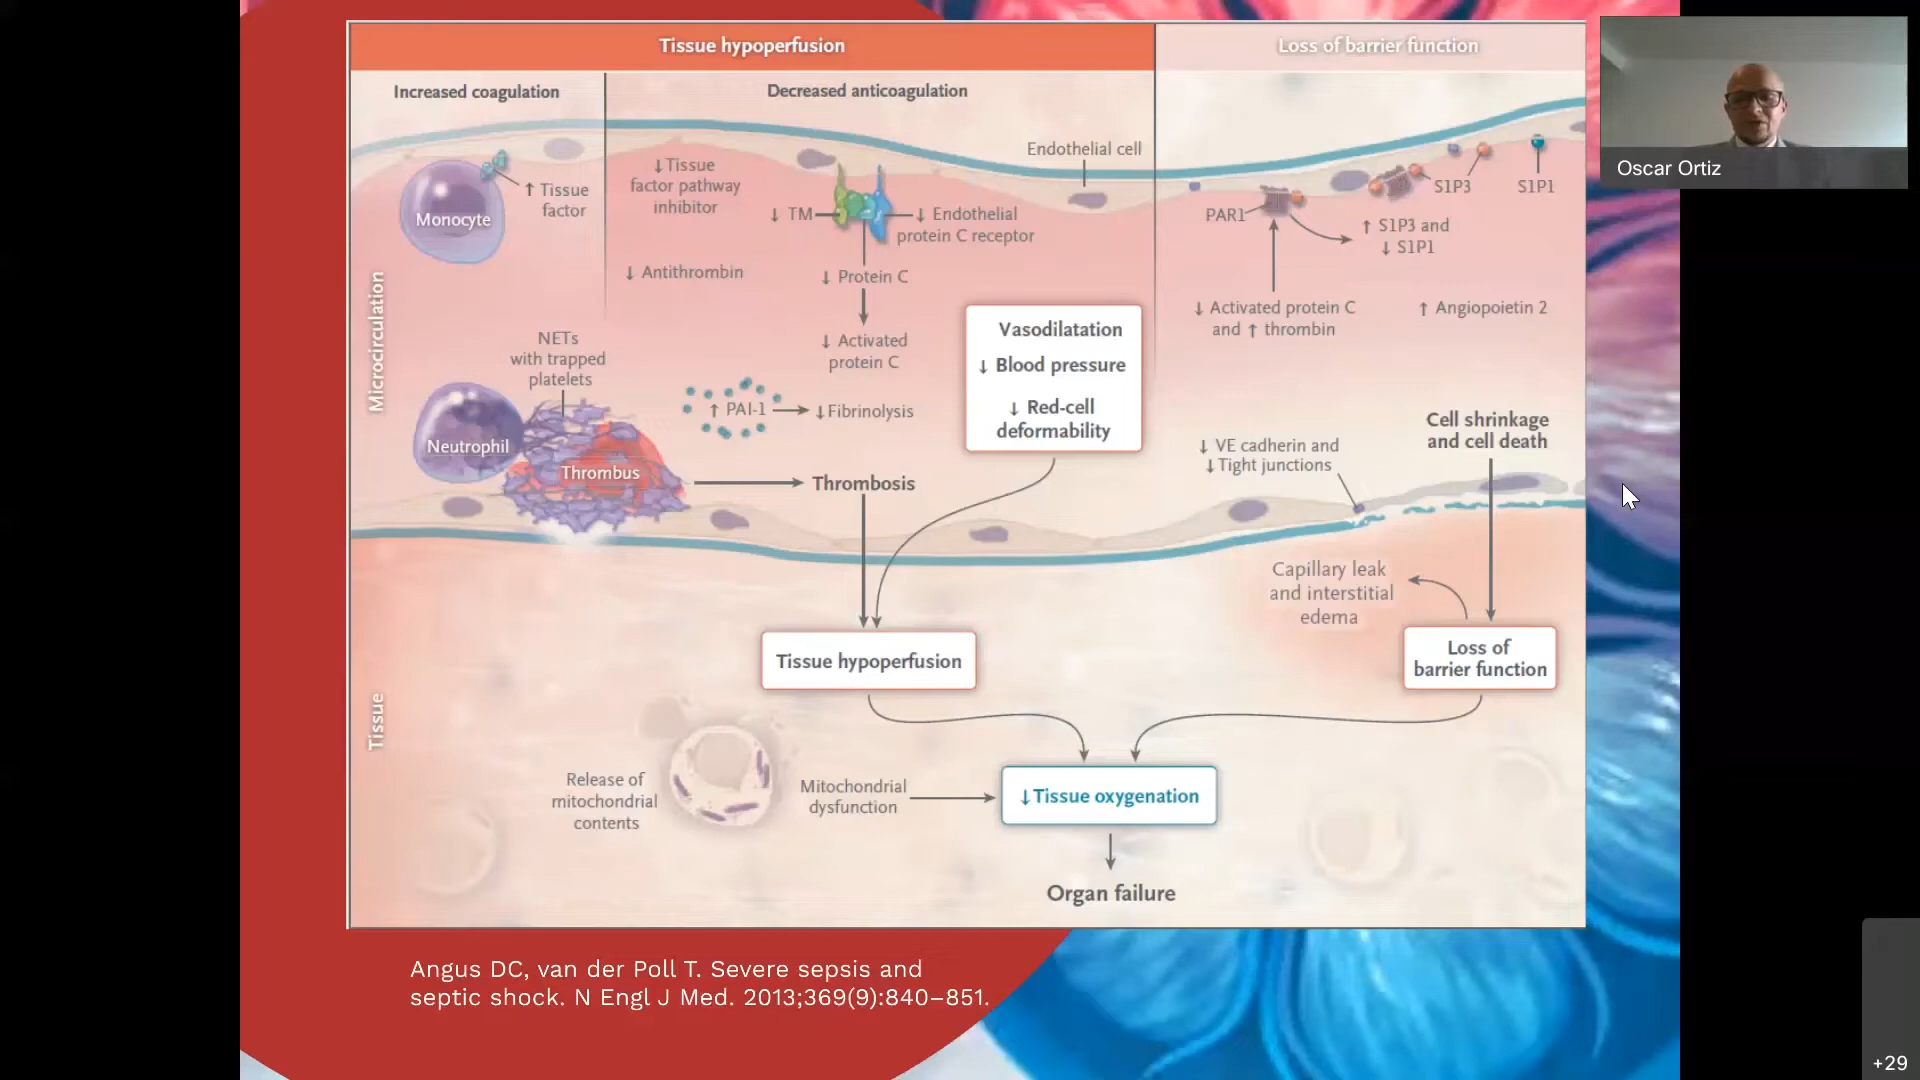 Tissue hypoperfusion
Loss of barrier function
Increased coagulation
Decreased anticoagulation
Microcirculation
Monocyte
↑ Tissue
factor
↓ Tissue
factor pathway
inhibitor
↓ Antithrombin
↓ TM
↓ Endothelial
protein C receptor
↓ Protein C
↓ Activated
protein C
Endothelial cell
NETs
with trapped
platelets
Neutrophil
Thrombus
↑ PAI-1
↓ Fibrinolysis
Thrombosis
Vasodilatation
↓ Blood pressure
↓ Red-cell
deformability
PAR1
S1P3
S1P1
↑ S1P3 and
↓ S1P1
↓ Activated protein C
and ↑ thrombin
↑ Angiopoietin 2
↓ VE cadherin and
↓ Tight junctions
Cell shrinkage
and cell death
Capillary leak
and interstitial
edema
Loss of
barrier function
Tissue
Tissue hypoperfusion
Release of
mitochondrial
contents
Mitochondrial
dysfunction
↓ Tissue oxygenation
Organ failure
Angus DC, van der Poll T. Severe sepsis and
septic shock. N Engl J Med. 2013;369(9):840–851.
Oscar Ortiz
+29